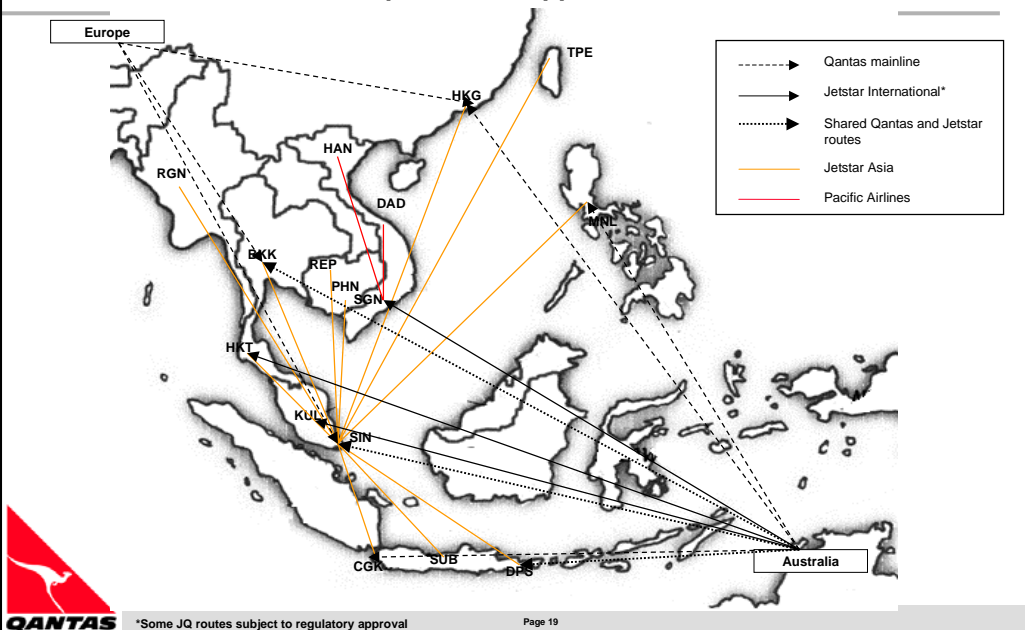 Europe
TPE
Qantas mainline
HKG
Jetstar International*
Shared Qantas and Jetstar
routes
HAN
RGN
Jetstar Asia
DAD
Pacific Airlines
MNL
BKK
REP
PHN
SGN
HKT
KUL
SIN
CGK
SUB
DPS
Australia
QANTAS
*Some JQ routes subject to regulatory approval
Page 19